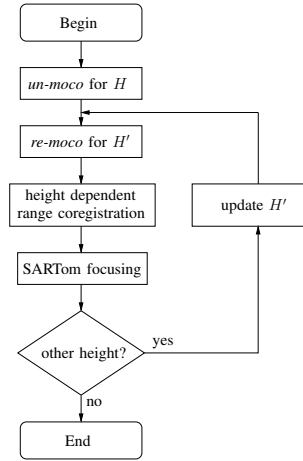 Begin
un-moco for H
re-moco for H′
height dependent
range coregistration
update H′
SARTom focusing
other height?
yes
no
End